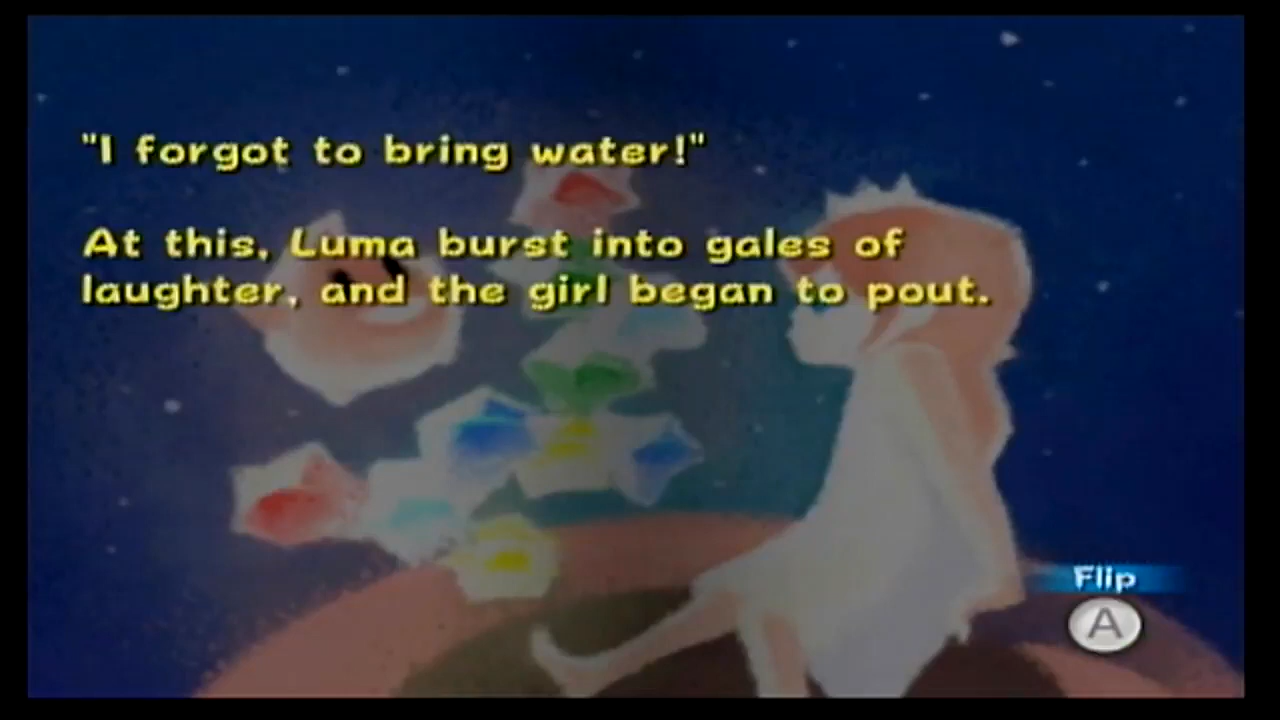 "I forgot to bring water!"
At this, Luma burst into gales of
laughter, and the girl began to pout.
Flip
A